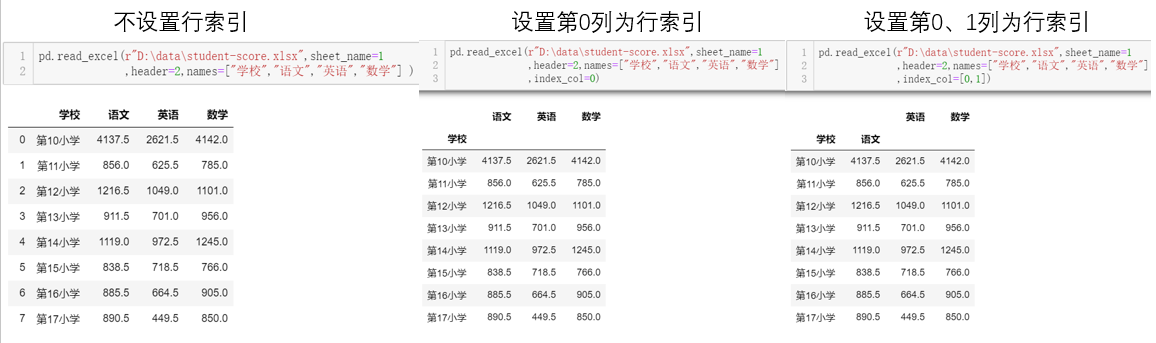 不设置行索引
1 pd.read_excel(r"D:\data\student-score.xlsx",sheet_name=1
2 ,header=2,names=["学校","语文","英语","数学"] )
学校 语文 英语 数学
0 第10小学 4137.5 2621.5 4142.0
1 第11小学 856.0 625.5 785.0
2 第12小学 1216.5 1049.0 1101.0
3 第13小学 911.5 701.0 956.0
4 第14小学 1119.0 972.5 1245.0
5 第15小学 838.5 718.5 766.0
6 第16小学 885.5 664.5 905.0
7 第17小学 890.5 449.5 850.0
设置第0列为行索引
1 pd.read_excel(r"D:\data\student-score.xlsx",sheet_name=1
2 ,header=2,names=["学校","语文","英语","数学"]
3 ,index_col=0)
语文 英语 数学
学校
第10小学 4137.5 2621.5 4142.0
第11小学 856.0 625.5 785.0
第12小学 1216.5 1049.0 1101.0
第13小学 911.5 701.0 956.0
第14小学 1119.0 972.5 1245.0
第15小学 838.5 718.5 766.0
第16小学 885.5 664.5 905.0
第17小学 890.5 449.5 850.0
设置第0、1列为行索引
1 pd.read_excel(r"D:\data\student-score.xlsx",sheet_name=1
2 ,header=2,names=["学校","语文","英语","数学"]
3 ,index_col=[0,1])
英语 数学
学校 语文
第10小学 4137.5 2621.5 4142.0
第11小学 856.0 625.5 785.0
第12小学 1216.5 1049.0 1101.0
第13小学 911.5 701.0 956.0
第14小学 1119.0 972.5 1245.0
第15小学 838.5 718.5 766.0
第16小学 885.5 664.5 905.0
第17小学 890.5 449.5 850.0